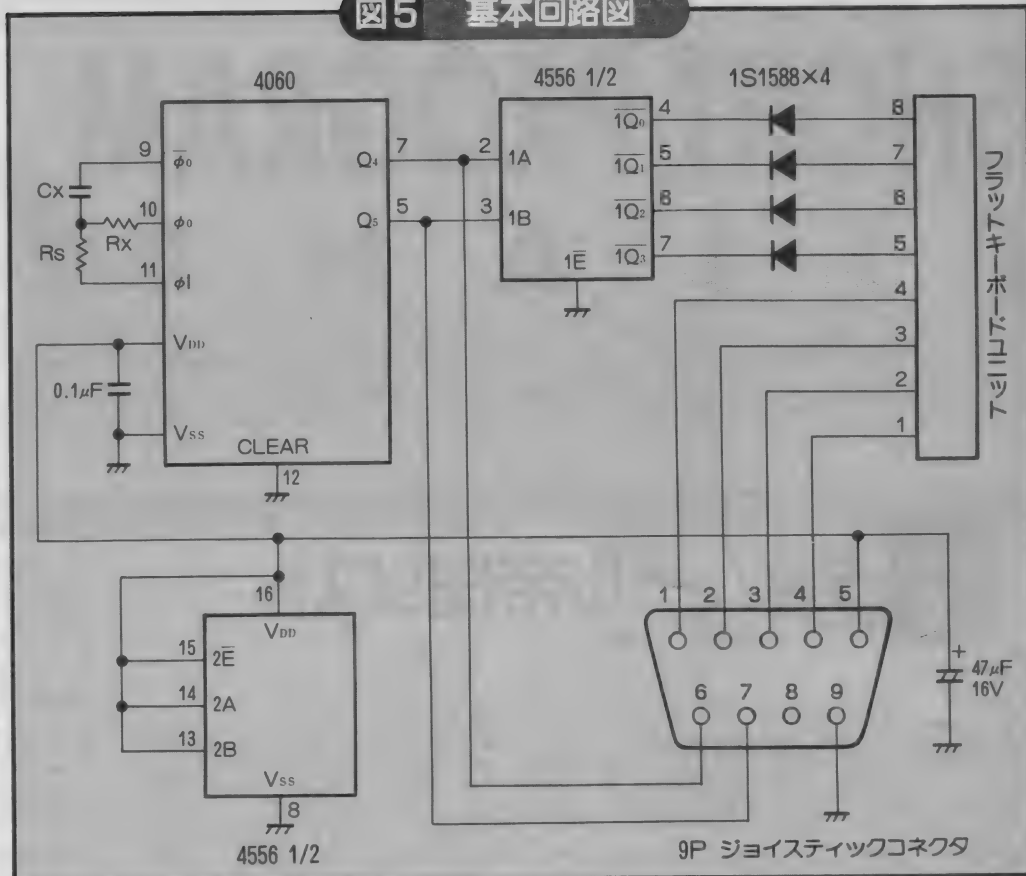 図5 基本回路図
4060
4556 1/2
1S1588×4
9 φ̅₀
Cx
10 φ₀
Rx
Rs
11 φI
VDD
0.1μF
VSS
CLEAR
12
Q₄ 7
Q₅ 5
2 1A
3 1B
1E̅
1Q₀ 4
1Q₁ 5
1Q₂ 6
1Q₃ 7
8
7
6
5
4
3
2
1
フラットキーボードユニット
16
VDD
15 2E̅
14 2A
13 2B
VSS
8
4556 1/2
1 2 3 4 5
6 7 8 9
+
47μF
16V
9P ジョイスティックコネクタ